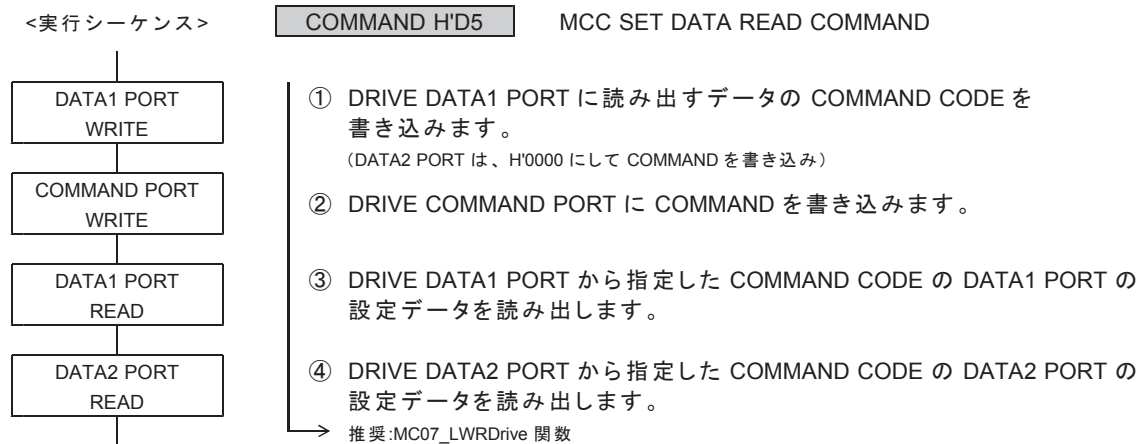 <実行シーケンス> COMMAND H'D5 MCC SET DATA READ COMMAND
DATA1 PORT
WRITE
① DRIVE DATA1 PORT に読み出すデータの COMMAND CODE を
書き込みます。
(DATA2 PORT は、H'0000 にして COMMAND を書き込み)
COMMAND PORT
WRITE
② DRIVE COMMAND PORT に COMMAND を書き込みます。
DATA1 PORT
READ
③ DRIVE DATA1 PORT から指定した COMMAND CODE の DATA1 PORT の
設定データを読み出します。
DATA2 PORT
READ
④ DRIVE DATA2 PORT から指定した COMMAND CODE の DATA2 PORT の
設定データを読み出します。
推奨:MC07_LWRDrive 関数